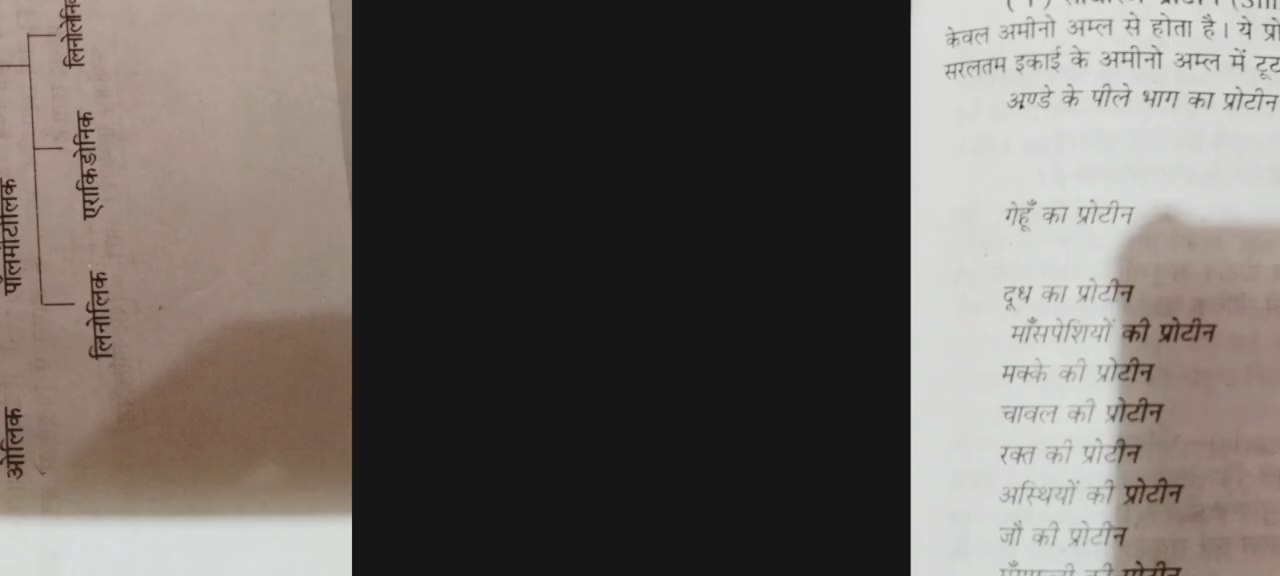 ओलिक
पॉलमीटोलिक
लिनोलिक
एराकिडोनिक
केवल अमीनो अम्ल से होता है। ये
सरलतम इकाई के अमीनो अम्ल में टूट
अण्डे के पीले भाग का प्रोटीन
गेहूँ का प्रोटीन
दूध का प्रोटीन
माँसपेशियों की प्रोटीन
मक्के की प्रोटीन
चावल की प्रोटीन
रक्त की प्रोटीन
अस्थियों की प्रोटीन
जौ की प्रोटीन